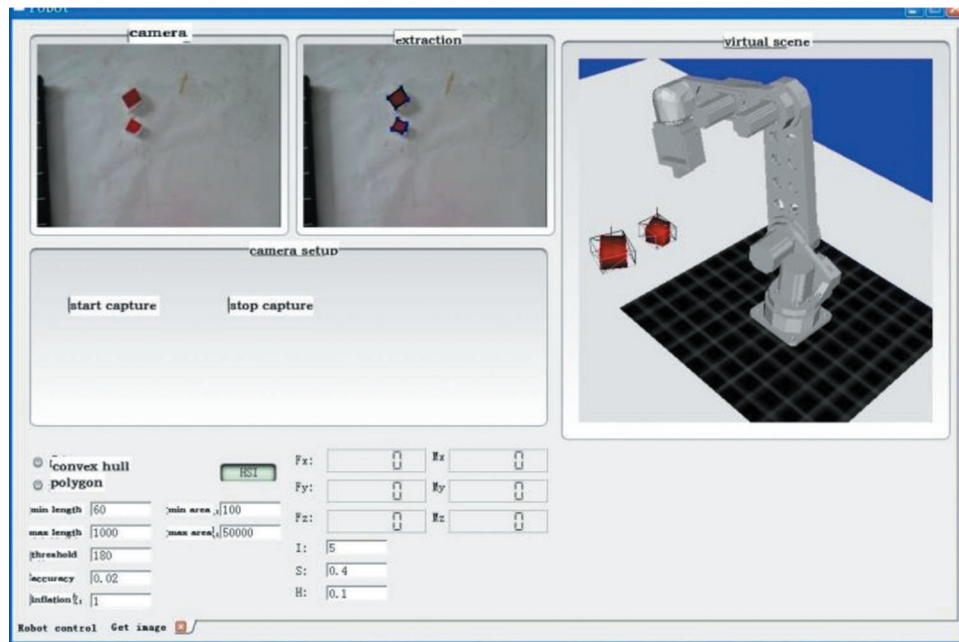 robot
camera
extraction
virtual scene
camera setup
start capture
stop capture
convex hull
polygon
HSI
min length 60
min area 100
max length 1000
max area 50000
threshold 180
accuracy 0.02
inflation 1
Fx: 0 Mx 0
Fy: 0 My 0
Fz: 0 Mz 0
I: 5
S: 0.4
H: 0.1
Robot control Get image